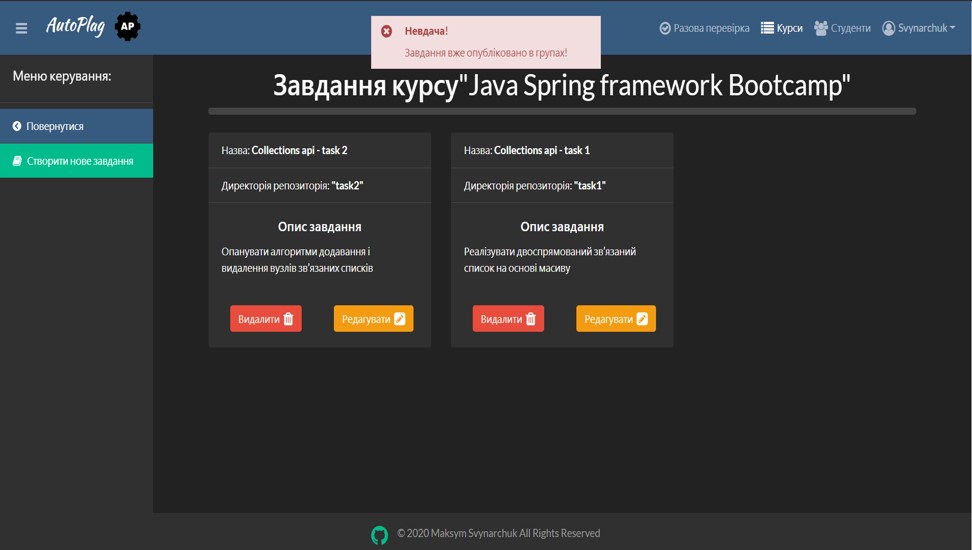 AutoPlag AP
Разова перевірка Курси Студенти Svynarchuk
Невдача!
Завдання вже опубліковано в групах!
Меню керування:
Повернутися
Створити нове завдання
Завдання курсу"Java Spring framework Bootcamp"
Назва: Collections api - task 2
Директорія репозиторія: "task2"
Опис завдання
Опанувати алгоритми додавання і
видалення вузлів зв'язаних списків
Видалити Редагувати
Назва: Collections api - task 1
Директорія репозиторія: "task1"
Опис завдання
Реалізувати двоспрямований зв'язаний
список на основі масиву
Видалити Редагувати
© 2020 Maksym Svynarchuk All Rights Reserved